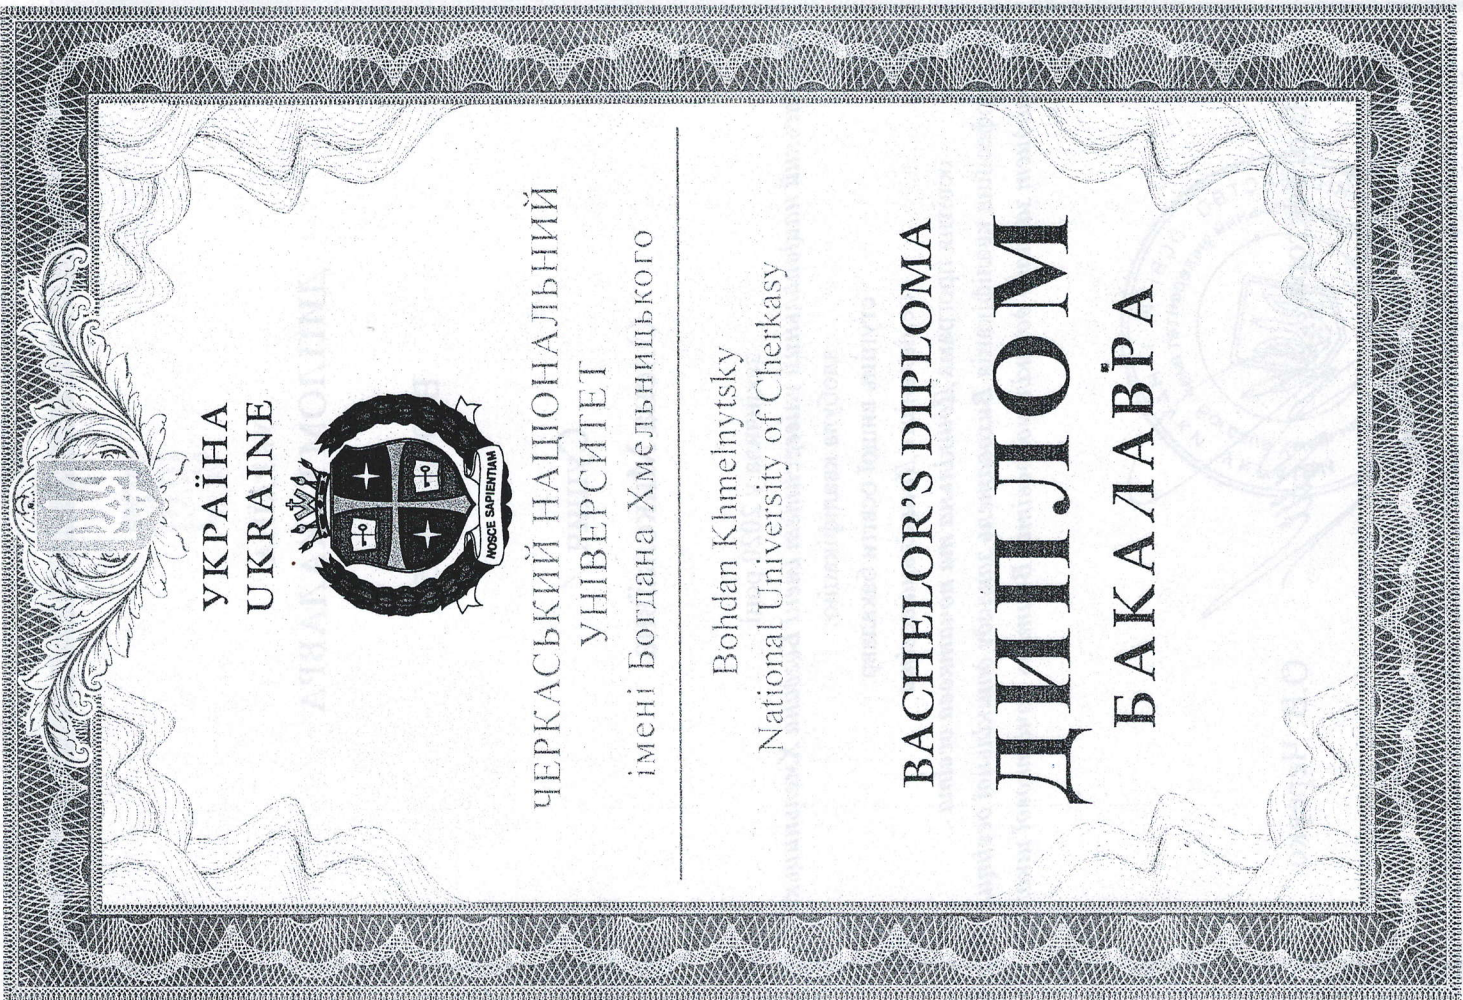 УКРАЇНА
UKRAINE
NOSCE SAPIENTIAM
ЧЕРКАСЬКИЙ НАЦІОНАЛЬНИЙ
УНІВЕРСИТЕТ
імені Богдана Хмельницького
Bohdan Khmelnytsky
National University of Cherkasy
BACHELOR'S DIPLOMA
ДИПЛОМ
БАКАЛАВРА